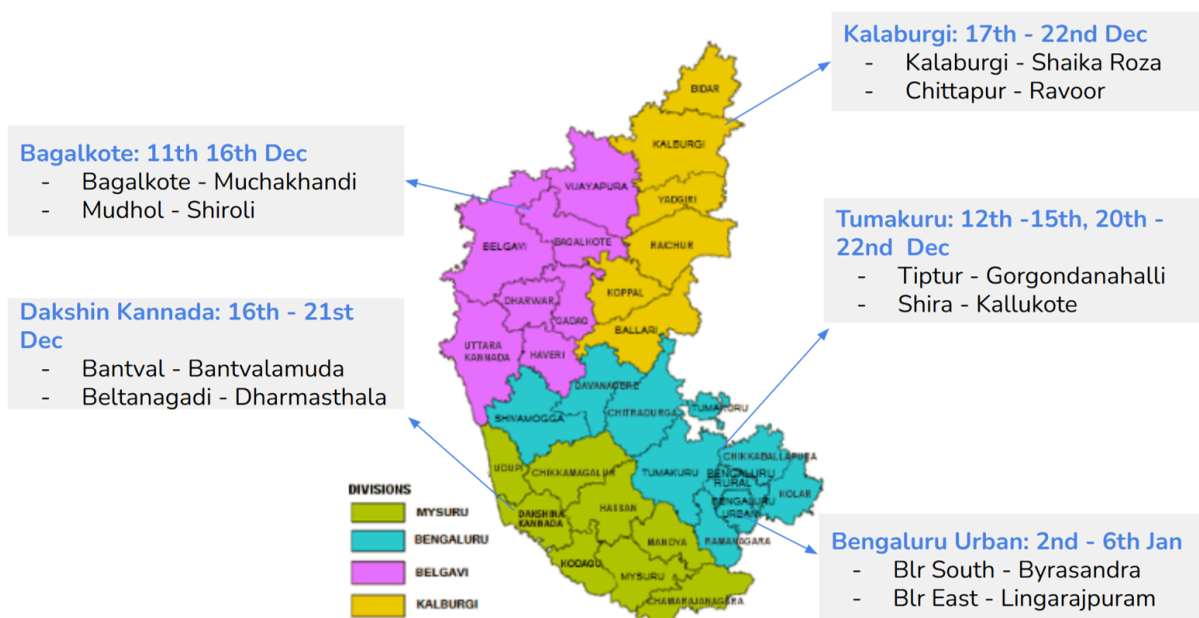 Kalaburgi: 17th - 22nd Dec
- Kalaburgi - Shaika Roza
- Chittapur - Ravoor
Bagalkote: 11th 16th Dec
- Bagalkote - Muchakhandi
- Mudhol - Shiroli
Tumakuru: 12th -15th, 20th -
22nd Dec
- Tiptur - Gorgondanahalli
- Shira - Kallukote
Dakshin Kannada: 16th - 21st
Dec
- Bantval - Bantvalamuda
- Beltanagadi - Dharmasthala
Bengaluru Urban: 2nd - 6th Jan
- Blr South - Byrasandra
- Blr East - Lingarajpuram
BIDAR
KALBURGI
VIJAYAPURA
YADGIRI
BELGAVI
BAGALKOTE
RAICHUR
KOPPAL
DHARWAR
GADAG
BALLARI
UTTARA
KANNADA
HAVERI
DAVANAGERE
CHITRADURGA
TUMAKURU
SHIVAMOGGA
UDUPI
CHIKKAMAGALUR
TUMAKURU
CHIKKABALLAPURA
BENGALURU
RURAL
KOLAR
BENGALURU
URBAN
HASSAN
DAKSHINA
KANNADA
MANDYA
RAMANAGARA
KODAGU
MYSURU
CHAMARAJANAGARA
DIVISIONS
MYSURU
BENGALURU
BELGAVI
KALBURGI